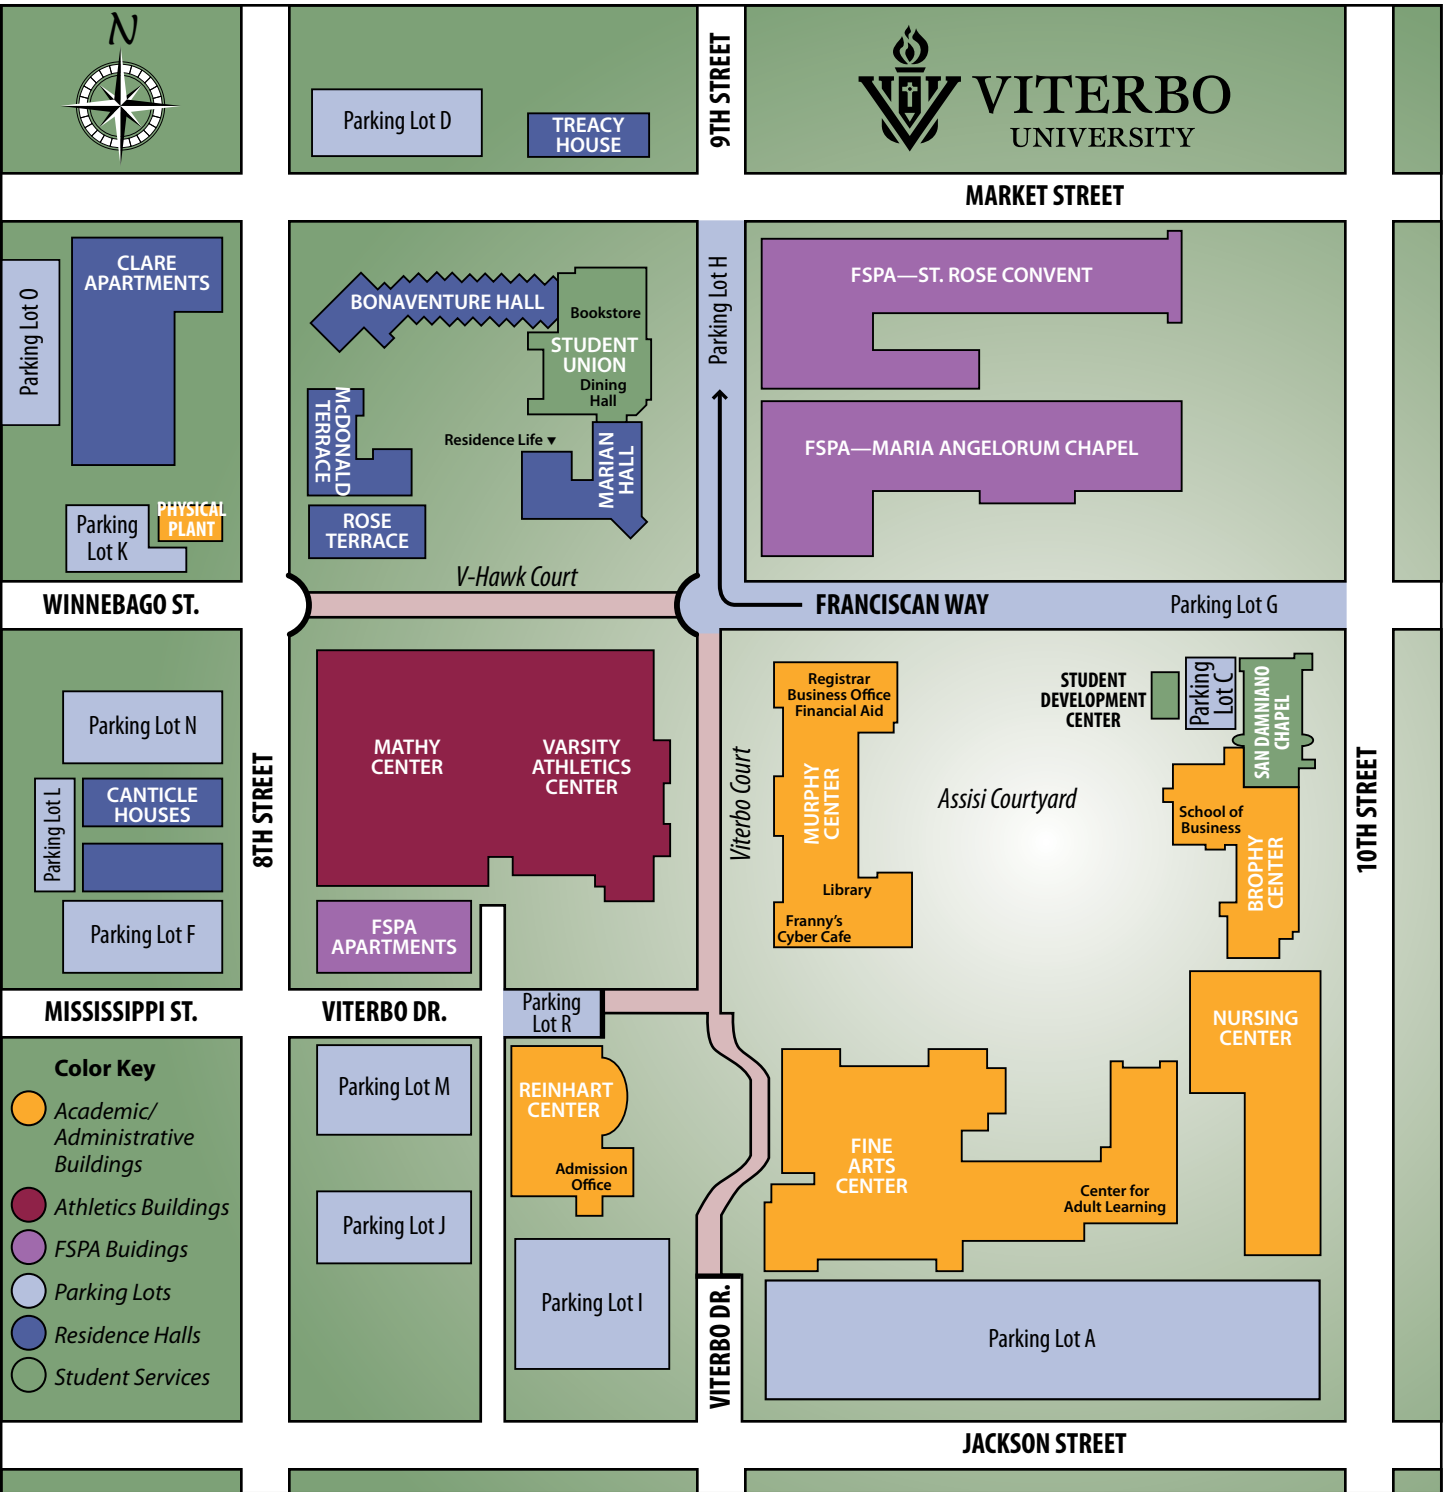 N
Parking Lot D
TREACY
HOUSE
9TH STREET
VITERBO
UNIVERSITY
MARKET STREET
CLARE
APARTMENTS
Parking Lot O
BONAVENTURE HALL
Bookstore
STUDENT
UNION
Dining
Hall
Parking Lot H
FSPA—ST. ROSE CONVENT
McDONALD
TERRACE
Residence Life
MARIAN
HALL
FSPA—MARIA ANGELORUM CHAPEL
PHYSICAL
PLANT
Parking
Lot K
ROSE
TERRACE
V-Hawk Court
WINNEBAGO ST.
FRANCISCAN WAY
Parking Lot G
Parking Lot N
Parking Lot L
CANTICLE
HOUSES
Parking Lot F
8TH STREET
MATHY
CENTER
VARSITY
ATHLETICS
CENTER
FSPA
APARTMENTS
Viterbo Court
Registrar
Business Office
Financial Aid
MURPHY
CENTER
Library
Franny's
Cyber Cafe
Assisi Courtyard
STUDENT
DEVELOPMENT
CENTER
Parking
Lot C
SAN DAMNIANO
CHAPEL
School of
Business
BROPHY
CENTER
10TH STREET
MISSISSIPPI ST.
VITERBO DR.
Parking
Lot R
NURSING
CENTER
Color Key
Academic/
Administrative
Buildings
Athletics Buildings
FSPA Buidings
Parking Lots
Residence Halls
Student Services
Parking Lot M
Parking Lot J
REINHART
CENTER
Admission
Office
Parking Lot I
FINE
ARTS
CENTER
Center for
Adult Learning
VITERBO DR.
Parking Lot A
JACKSON STREET